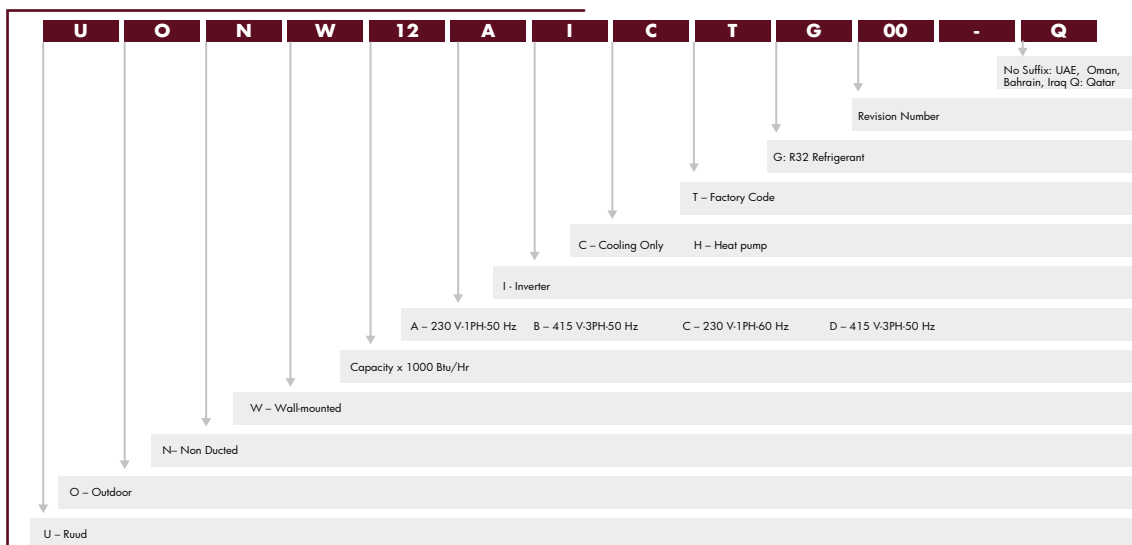 U O N W 12 A I C T G 00 - Q
No Suffix: UAE, Oman,
Bahrain, Iraq Q: Qatar
Revision Number
G: R32 Refrigerant
T – Factory Code
C – Cooling Only H – Heat pump
I - Inverter
A – 230 V-1PH-50 Hz B – 415 V-3PH-50 Hz C – 230 V-1PH-60 Hz D – 415 V-3PH-50 Hz
Capacity x 1000 Btu/Hr
W – Wall-mounted
N– Non Ducted
O – Outdoor
U – Ruud